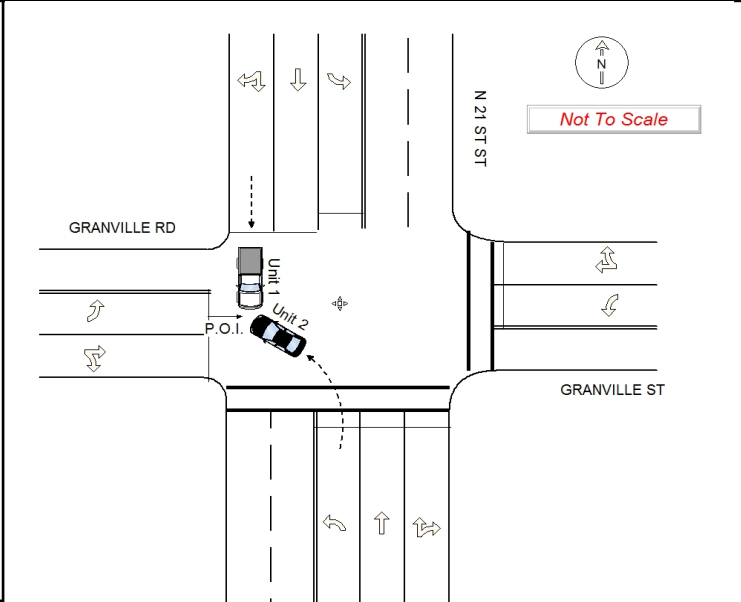 N
Not To Scale
N 21 ST ST
GRANVILLE RD
Unit 1
Unit 2
P.O.I.
GRANVILLE ST